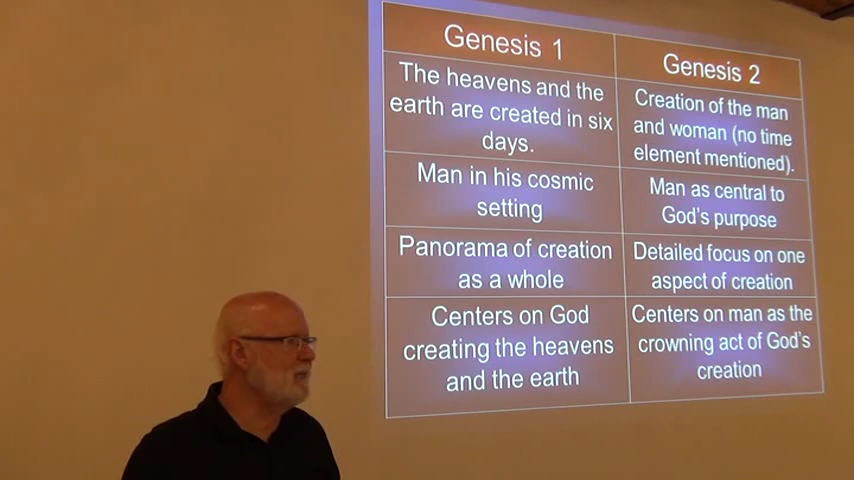 Genesis 1
Genesis 2
The heavens and the
earth are created in six
days.
Creation of the man
and woman (no time
element mentioned).
Man in his cosmic
setting
Man as central to
God's purpose
Panorama of creation
as a whole
Detailed focus on one
aspect of creation
Centers on God
creating the heavens
and the earth
Centers on man as the
crowning act of God's
creation